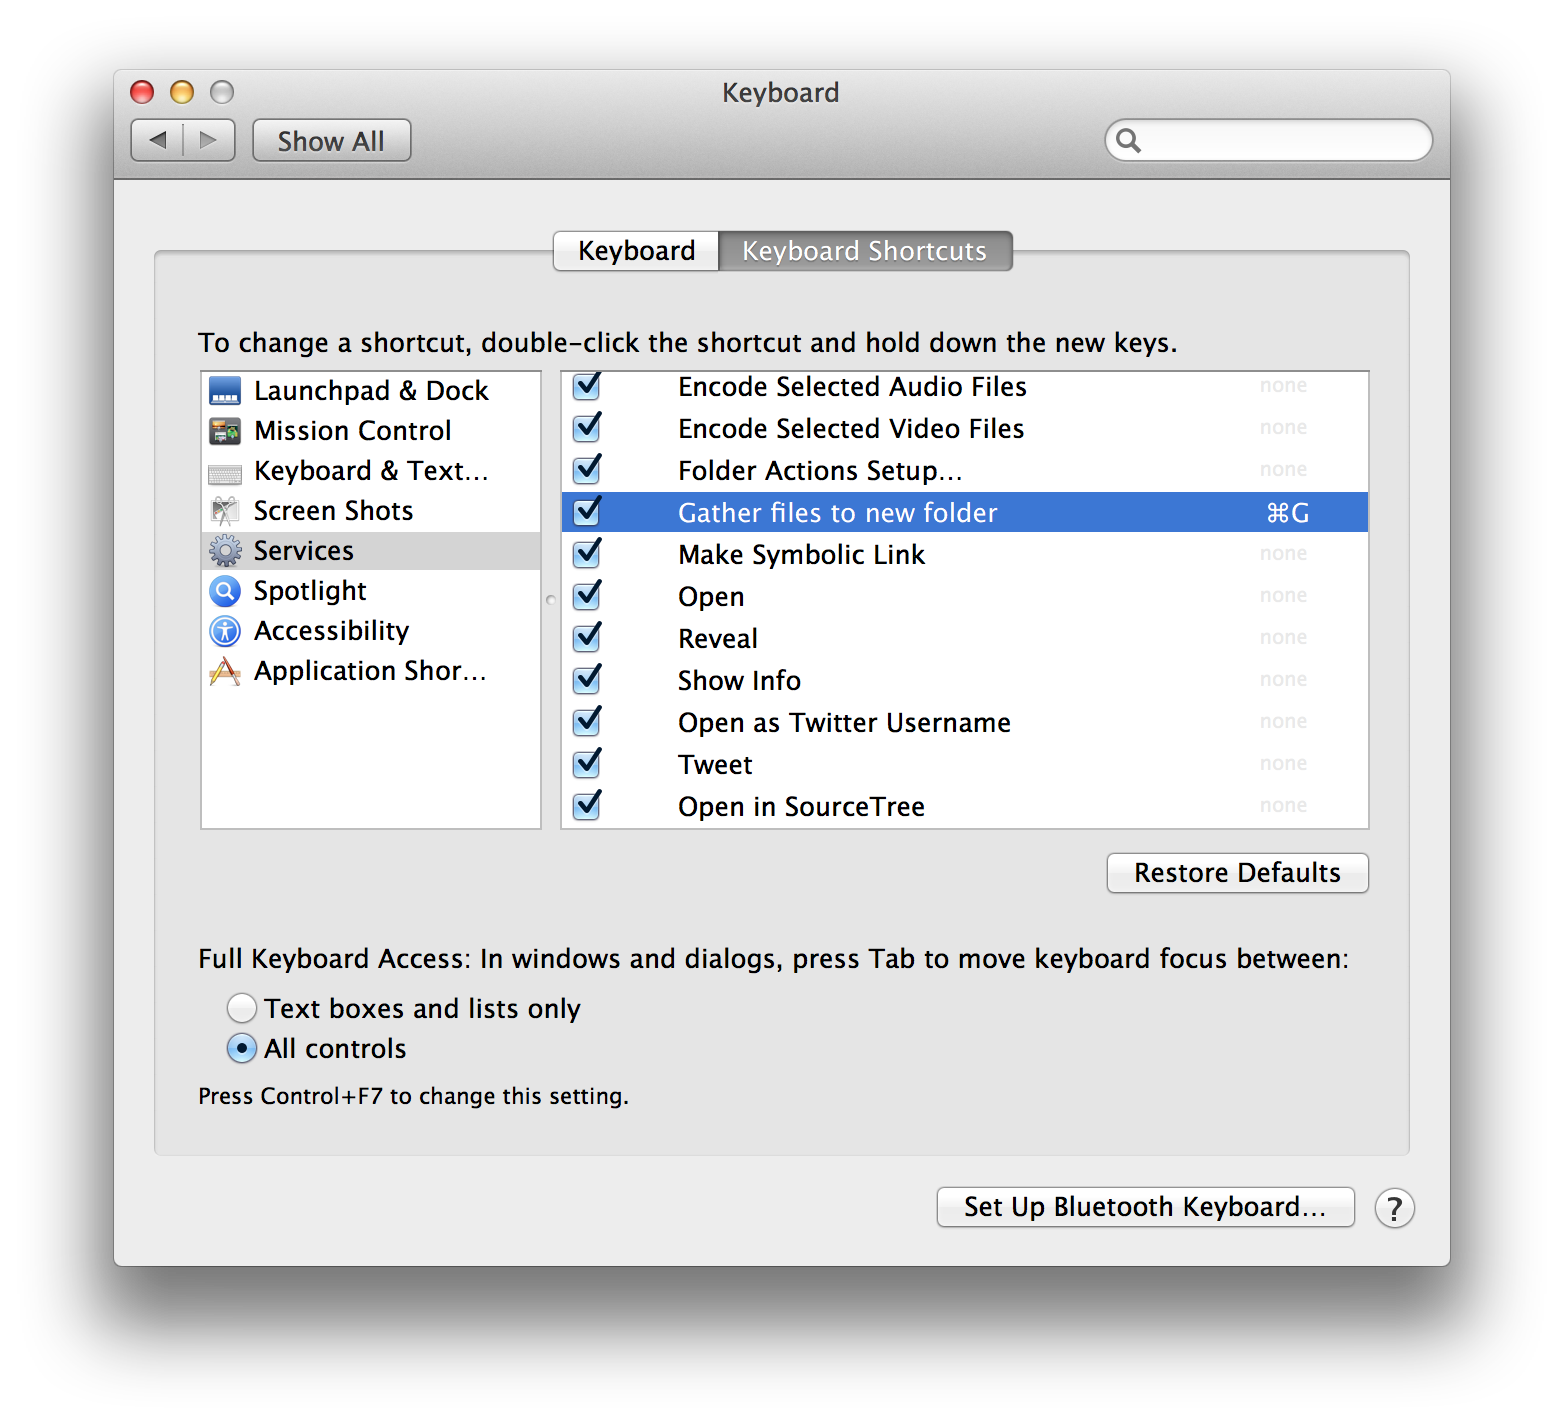 Keyboard
Show All
Keyboard
Keyboard Shortcuts
To change a shortcut, double-click the shortcut and hold down the new keys.
Launchpad & Dock
Mission Control
Keyboard & Text...
Screen Shots
Services
Spotlight
Accessibility
Application Shor...
Encode Selected Audio Files none
Encode Selected Video Files none
Folder Actions Setup... none
Gather files to new folder ⌘G
Make Symbolic Link none
Open none
Reveal none
Show Info none
Open as Twitter Username none
Tweet none
Open in SourceTree none
Restore Defaults
Full Keyboard Access: In windows and dialogs, press Tab to move keyboard focus between:
Text boxes and lists only
All controls
Press Control+F7 to change this setting.
Set Up Bluetooth Keyboard...
?